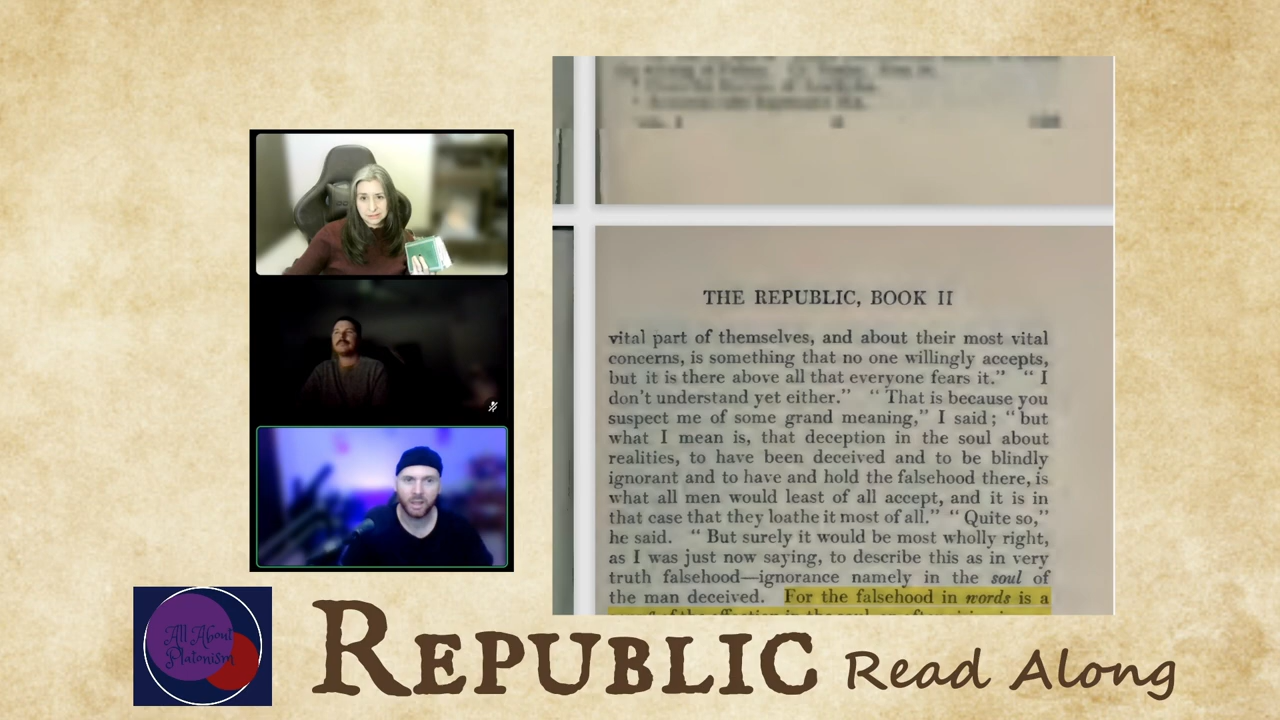 THE REPUBLIC, BOOK II
vital part of themselves, and about their most vital
concerns, is something that no one willingly accepts,
but it is there above all that everyone fears it.” “ I
don't understand yet either.” “ That is because you
suspect me of some grand meaning,” I said ; “ but
what I mean is, that deception in the soul about
realities, to have been deceived and to be blindly
ignorant and to have and hold the falsehood there, is
what all men would least of all accept, and it is in
that case that they loathe it most of all.” “ Quite so,”
he said. “ But surely it would be most wholly right,
as I was just now saying, to describe this as in very
truth falsehood—ignorance namely in the soul of
the man deceived. For the falsehood in words is a
All About
Platonism
REPUBLIC Read Along